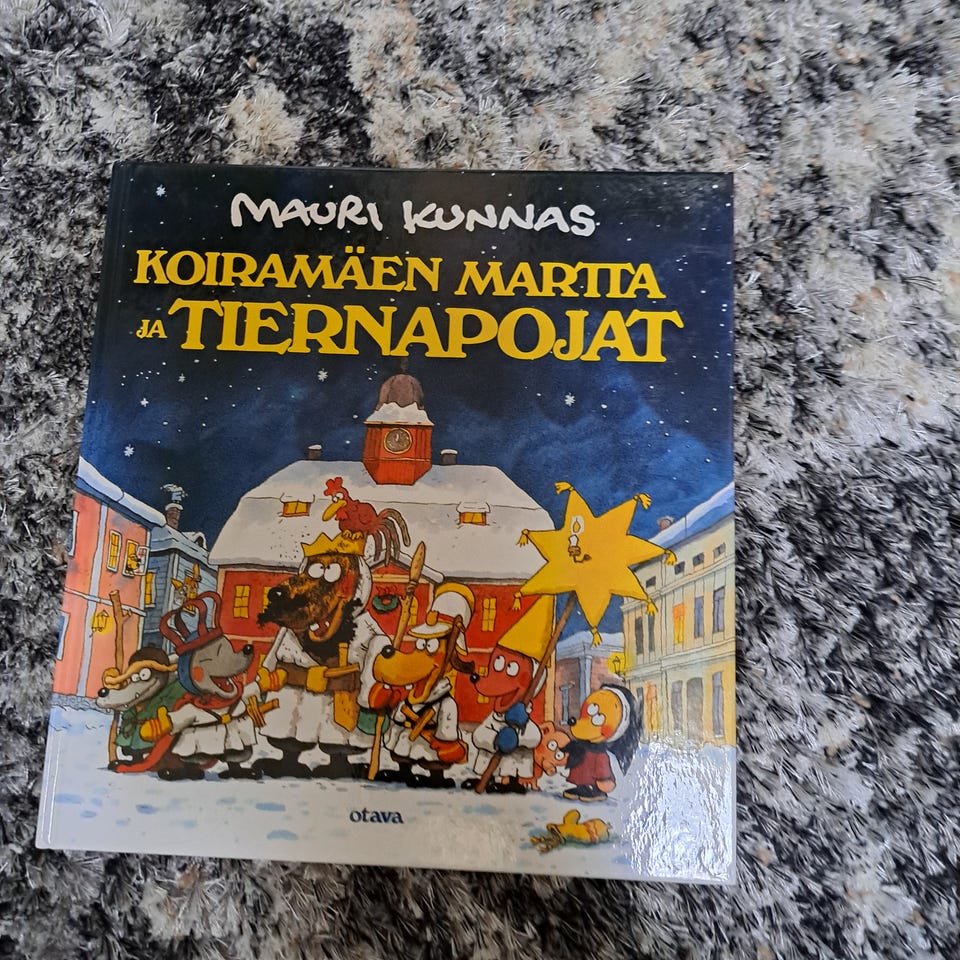 MAURI KUNNAS
KOIRAMÄEN MARTTA
JA TIERNAPOJAT
otava